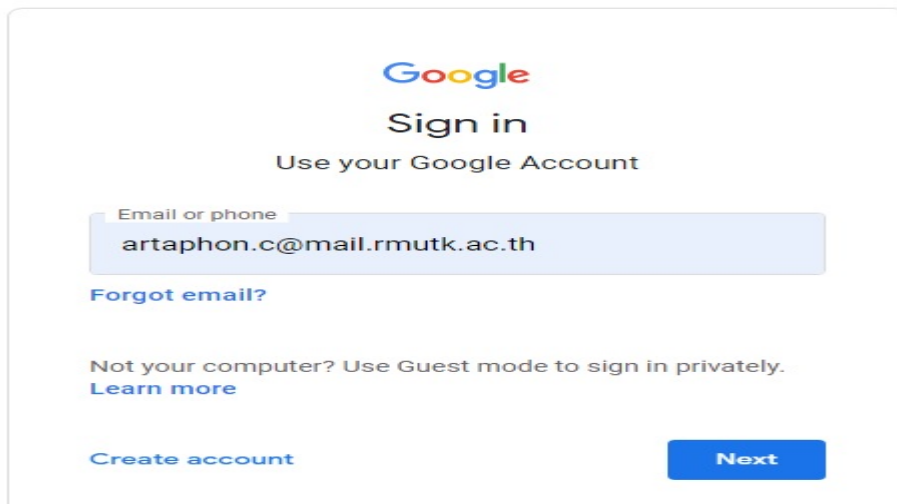 Google
Sign in
Use your Google Account
Email or phone
artaphon.c@mail.rmutk.ac.th
Forgot email?
Not your computer? Use Guest mode to sign in privately.
Learn more
Create account
Next